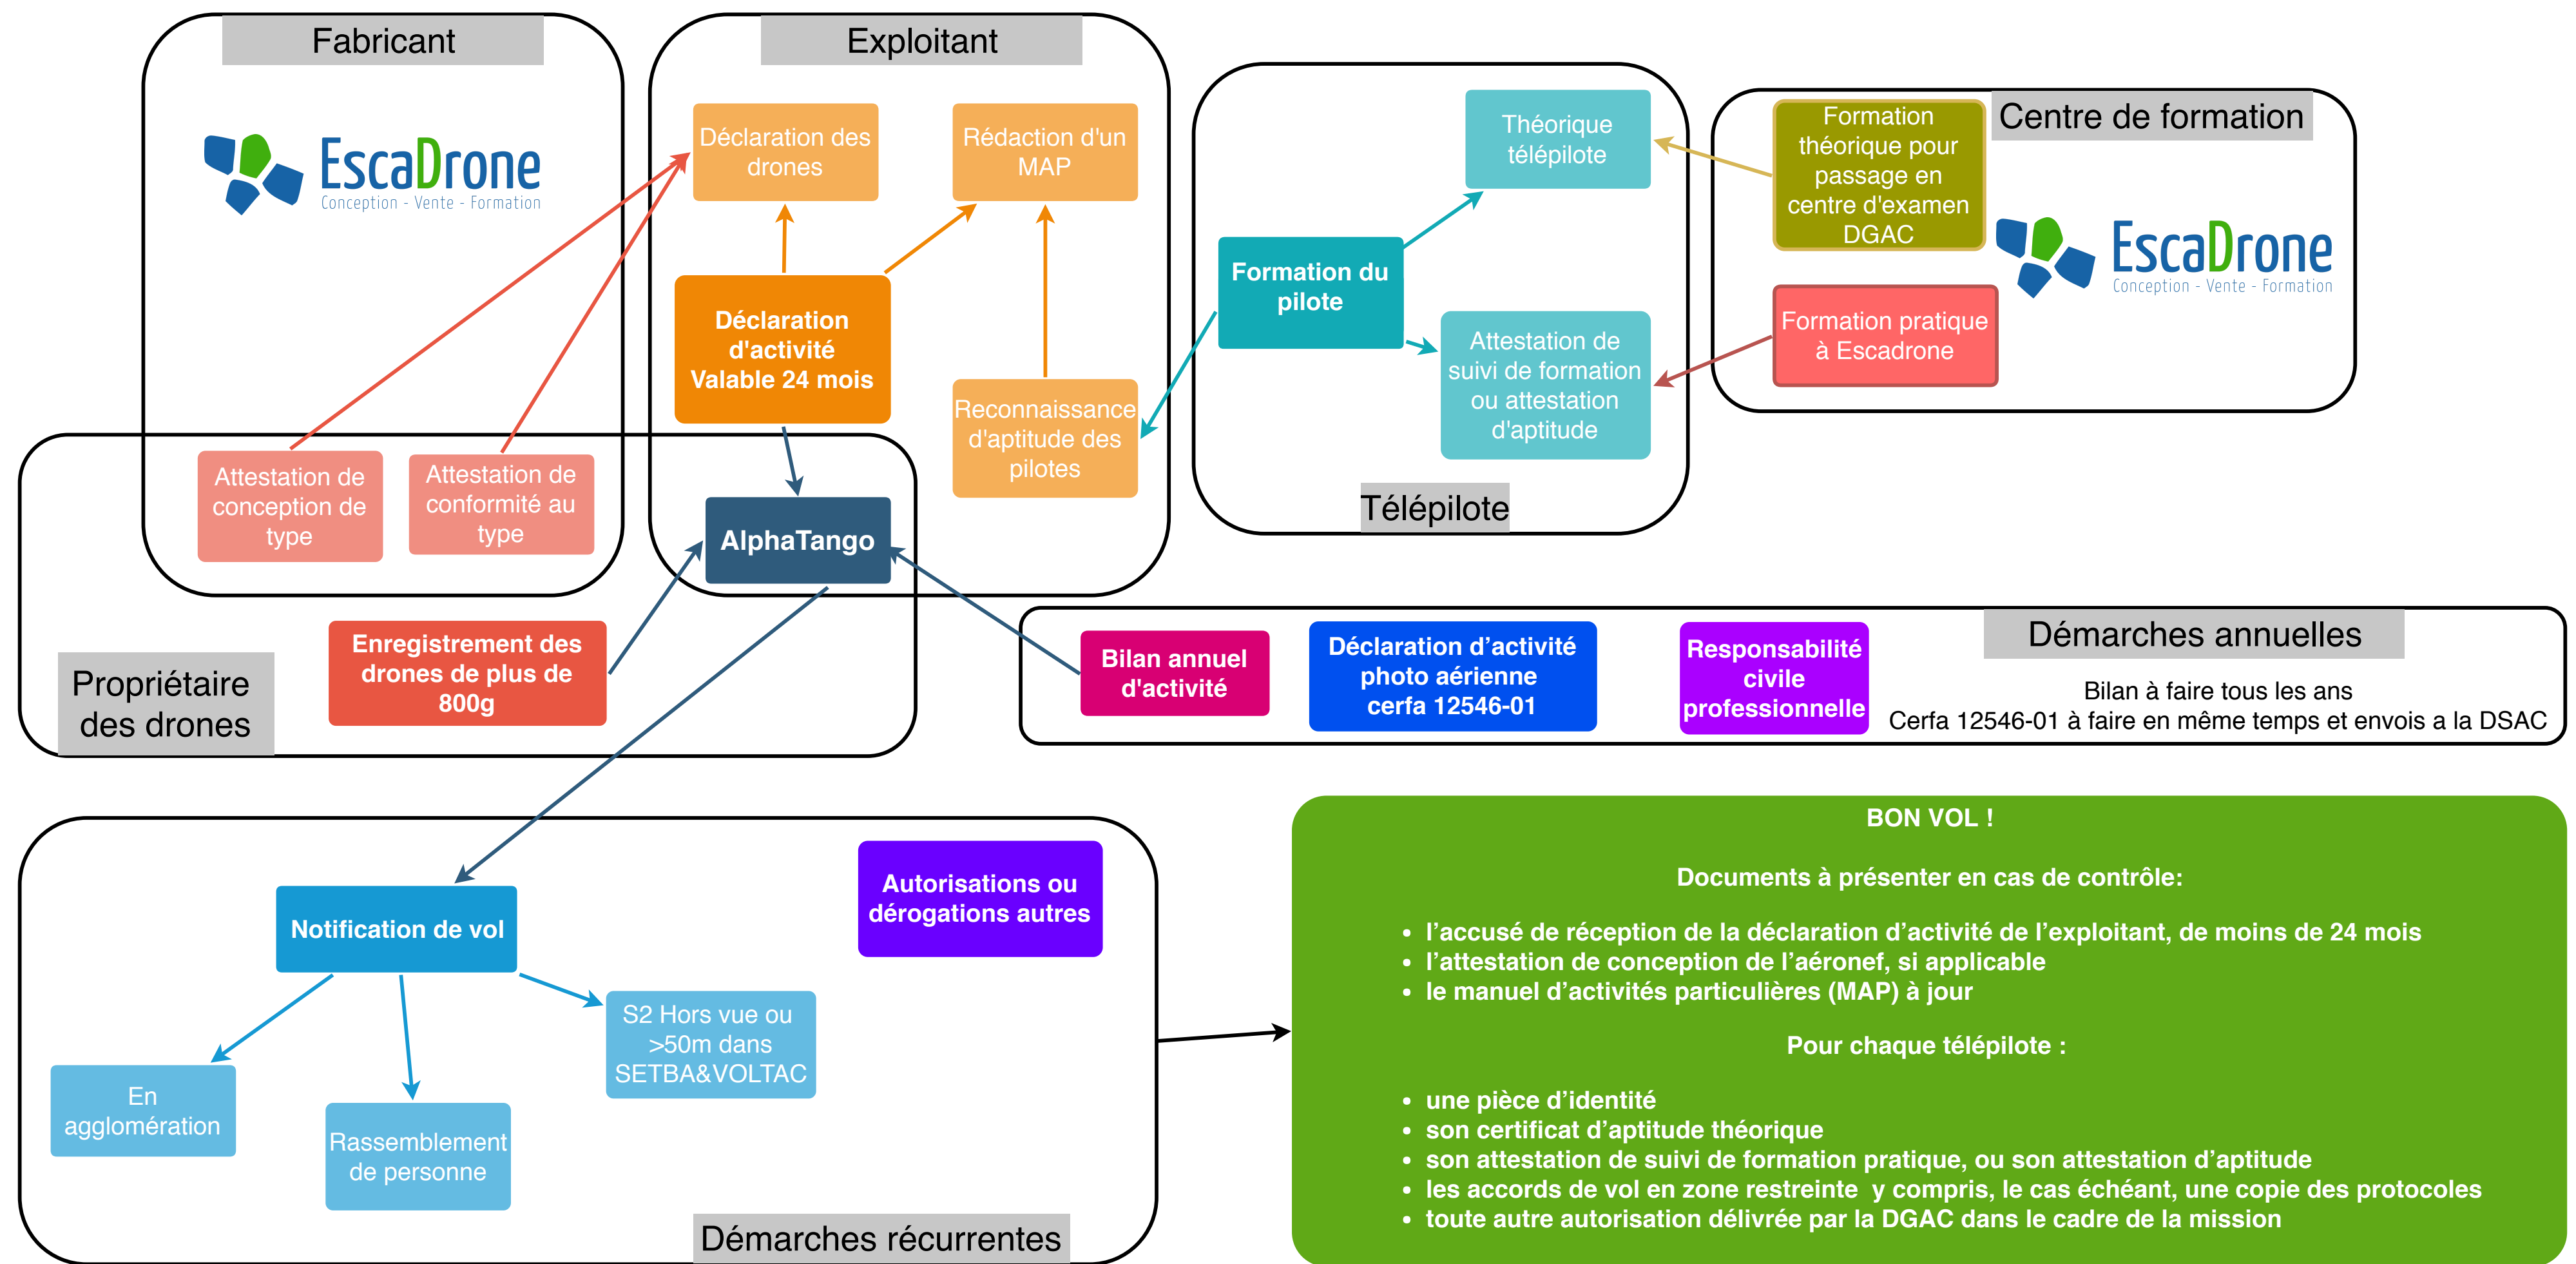 Fabricant
EscaDrone
Conception - Vente - Formation
Attestation de
conception de
type
Attestation de
conformité au
type
Exploitant
Déclaration des
drones
Rédaction d'un
MAP
Déclaration
d'activité
Valable 24 mois
Reconnaissance
d'aptitude des
pilotes
AlphaTango
Formation du
pilote
Théorique
télépilote
Attestation de
suivi de formation
ou attestation
d'aptitude
Télépilote
Formation
théorique pour
passage en
centre d'examen
DGAC
Centre de formation
EscaDrone
Conception - Vente - Formation
Formation pratique
à Escadrone
Propriétaire
des drones
Enregistrement des
drones de plus de
800g
Bilan annuel
d'activité
Déclaration d’activité
photo aérienne
cerfa 12546-01
Responsabilité
civile
professionnelle
Démarches annuelles
Bilan à faire tous les ans
Cerfa 12546-01 à faire en même temps et envois a la DSAC
Notification de vol
Autorisations ou
dérogations autres
En
agglomération
Rassemblement
de personne
S2 Hors vue ou
>50m dans
SETBA&VOLTAC
Démarches récurrentes
BON VOL !
Documents à présenter en cas de contrôle:
• l’accusé de réception de la déclaration d’activité de l’exploitant, de moins de 24 mois
• l’attestation de conception de l’aéronef, si applicable
• le manuel d’activités particulières (MAP) à jour
Pour chaque télépilote :
• une pièce d’identité
• son certificat d’aptitude théorique
• son attestation de suivi de formation pratique, ou son attestation d’aptitude
• les accords de vol en zone restreinte  y compris, le cas échéant, une copie des protocoles
• toute autre autorisation délivrée par la DGAC dans le cadre de la mission